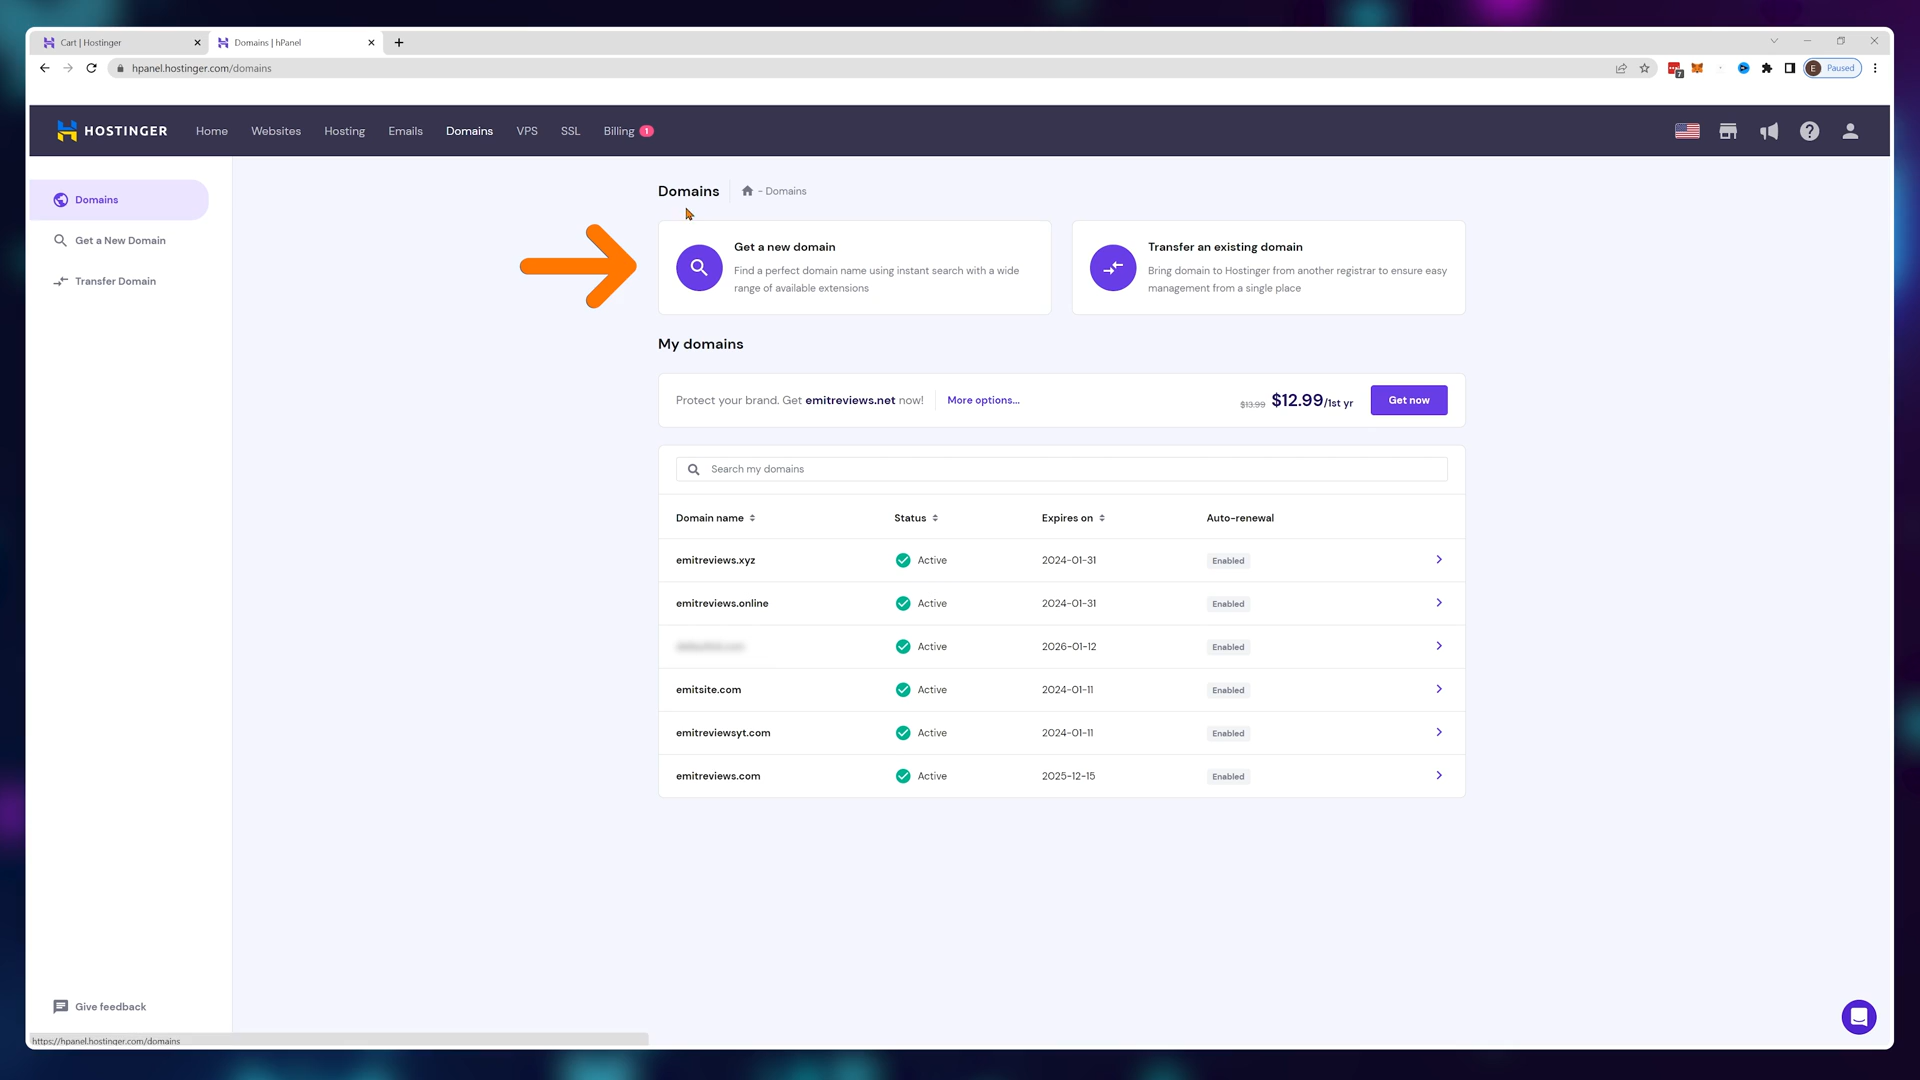 Cart | Hostinger
Domains | hPanel
hpanel.hostinger.com/domains
7
E
Paused
HOSTINGER
Home
Websites
Hosting
Emails
Domains
VPS
SSL
Billing 1
Domains
Get a New Domain
Transfer Domain
Domains
- Domains
Get a new domain
Find a perfect domain name using instant search with a wide
range of available extensions
Transfer an existing domain
Bring domain to Hostinger from another registrar to ensure easy
management from a single place
My domains
Protect your brand. Get emitreviews.net now!
More options...
$13.99 $12.99/1st yr
Get now
Search my domains
Domain name Status Expires on Auto-renewal
emitreviews.xyz Active 2024-01-31 Enabled
emitreviews.online Active 2024-01-31 Enabled
Active 2026-01-12 Enabled
emitsite.com Active 2024-01-11 Enabled
emitreviewsyt.com Active 2024-01-11 Enabled
emitreviews.com Active 2025-12-15 Enabled
Give feedback
https://hpanel.hostinger.com/domains